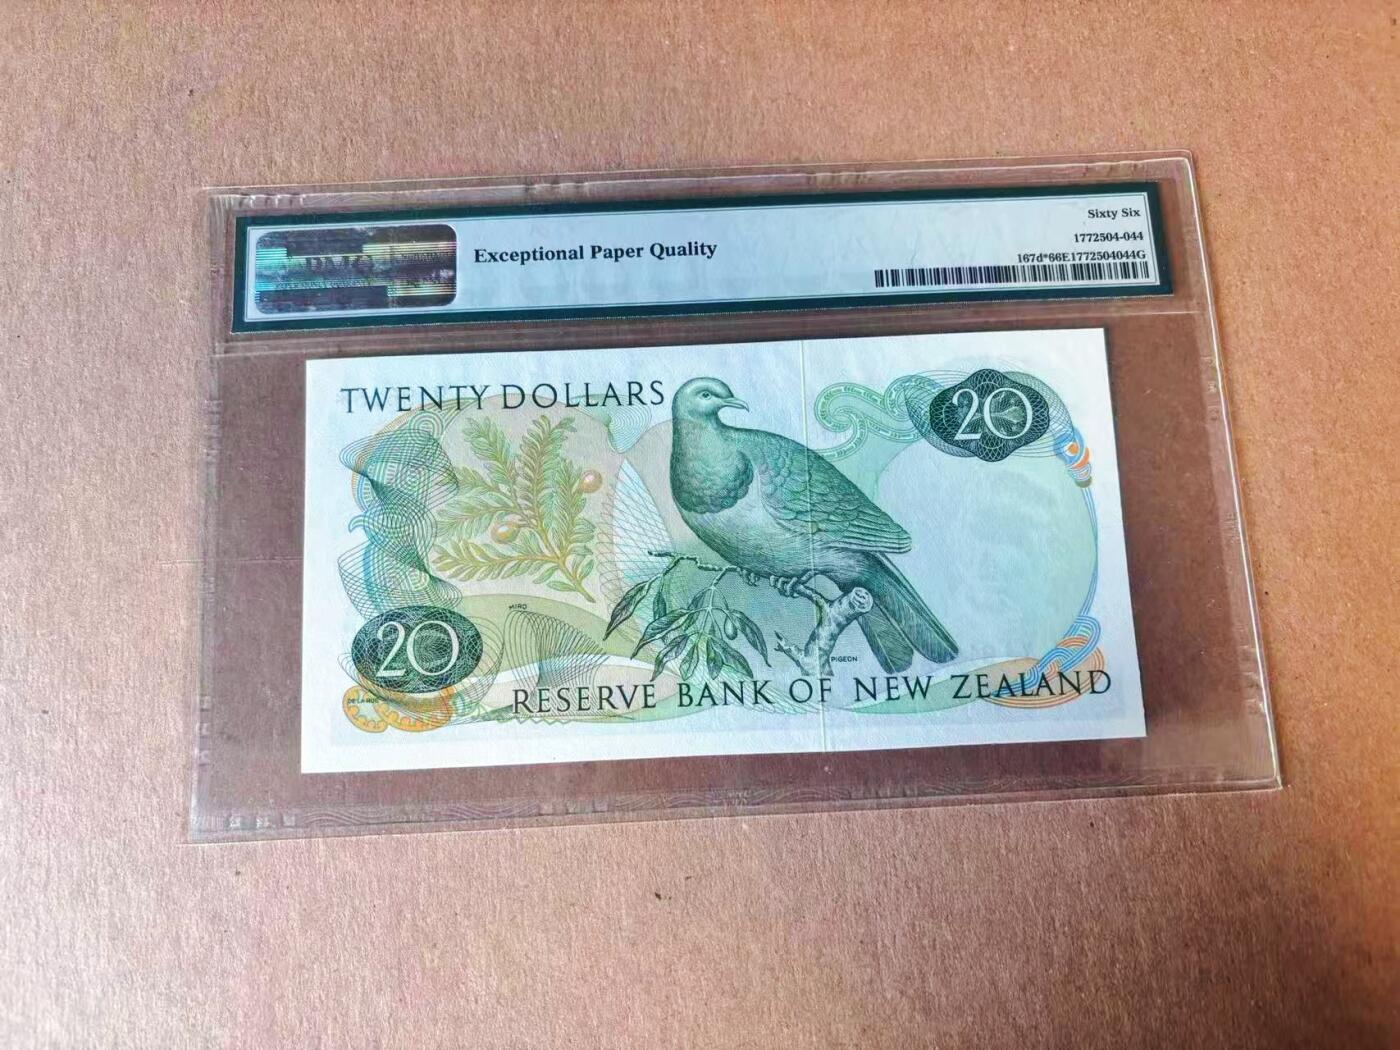 Sixty Six
Exceptional Paper Quality
1772504-044
167d*66E1772504044G
TWENTY DOLLARS
20
MIRO
20
PIGEON
RESERVE BANK OF NEW ZEALAND